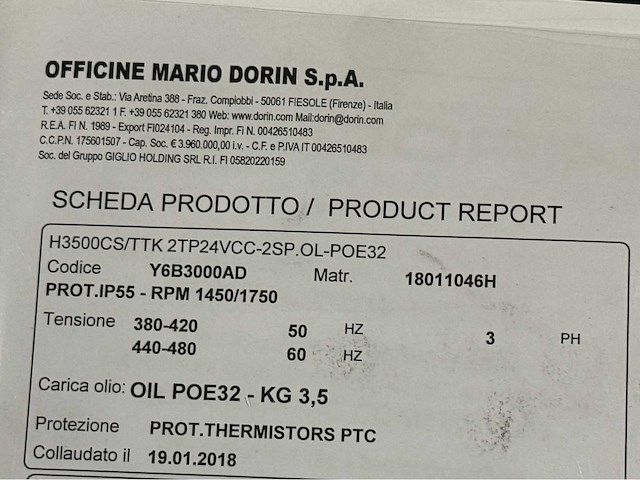 OFFICINE MARIO DORIN S.p.A.
Sede Soc. e Stab.: Via Aretina 388 - Fraz. Compiobbi - 50061 FIESOLE (Firenze) - Italia
T. +39 055 62321 1 F. +39 055 62321 380 Web: www.dorin.com Mail:dorin@dorin.com
R.E.A. FI N. 1989 - Export FI024104 - Reg. Impr. Fi N. 00426510483
C.C.P.N. 175601507 - Cap. Soc. € 3.960.000,00 i.v. - C.F. e P.IVA IT 00426510483
Soc. del Gruppo GIGLIO HOLDING SRL R.I. FI 05820220159
SCHEDA PRODOTTO / PRODUCT REPORT
H3500CS/TTK 2TP24VCC-2SP.OL-POE32
Codice Y6B3000AD Matr. 18011046H
PROT.IP55 - RPM 1450/1750
Tensione 380-420 50 HZ 3 PH
440-480 60 HZ
Carica olio: OIL POE32 - KG 3,5
Protezione PROT.THERMISTORS PTC
Collaudato il 19.01.2018